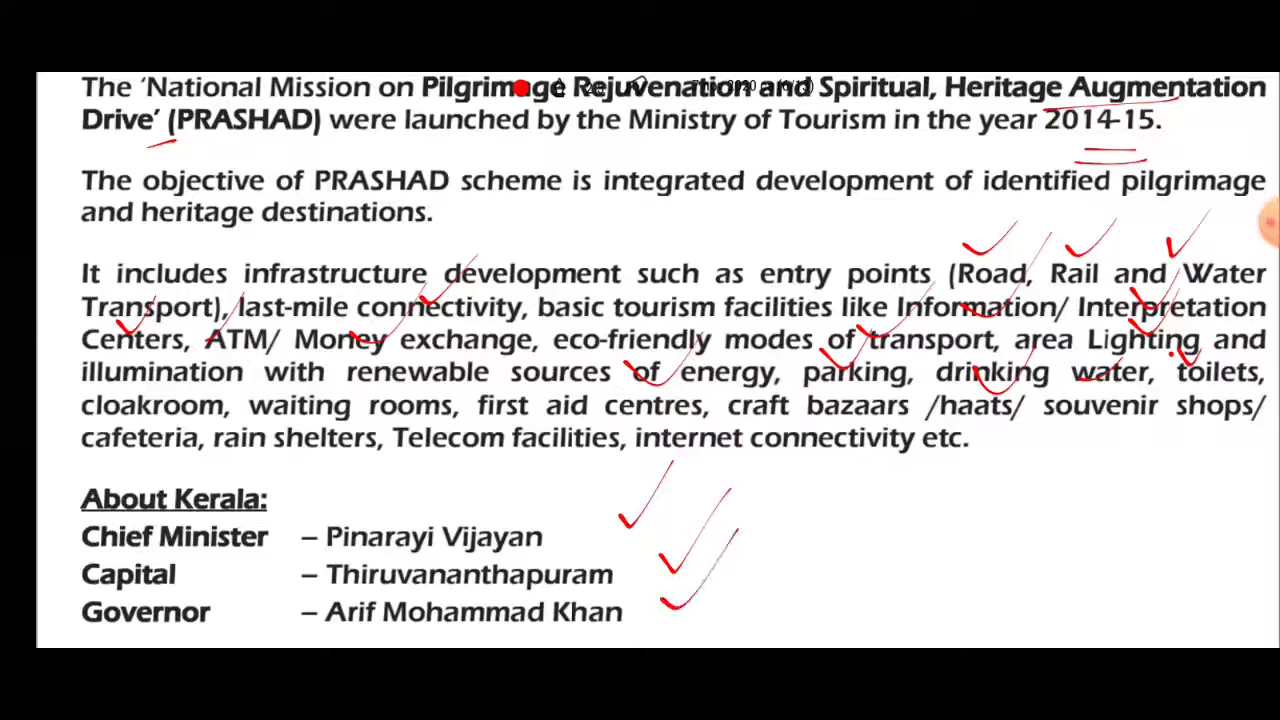 The 'National Mission on Pilgrimage Rejuvenation and Spiritual, Heritage Augmentation
Drive' (PRASHAD) were launched by the Ministry of Tourism in the year 2014-15.
The objective of PRASHAD scheme is integrated development of identified pilgrimage
and heritage destinations.
It includes infrastructure development such as entry points (Road, Rail and Water
Transport), last-mile connectivity, basic tourism facilities like Information/ Interpretation
Centers, ATM/ Money exchange, eco-friendly modes of transport, area Lighting and
illumination with renewable sources of energy, parking, drinking water, toilets,
cloakroom, waiting rooms, first aid centres, craft bazaars /haats/ souvenir shops/
cafeteria, rain shelters, Telecom facilities, internet connectivity etc.
About Kerala:
Chief Minister – Pinarayi Vijayan
Capital – Thiruvananthapuram
Governor – Arif Mohammad Khan